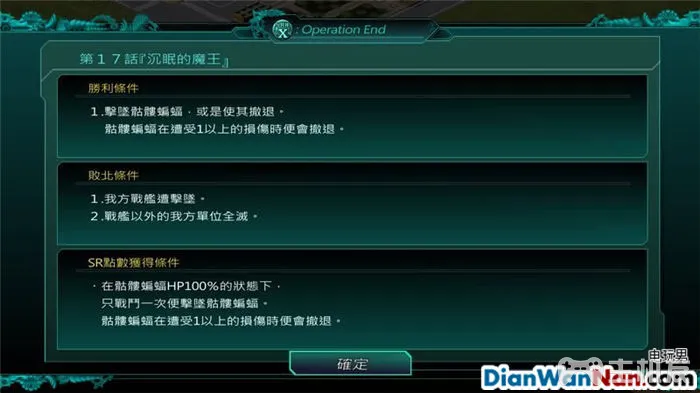 X : Operation End
第１７話『沉眠的魔王』
勝利條件
1.擊墜骷髏蝙蝠，或是使其撤退。
骷髏蝙蝠在遭受1以上的損傷時便會撤退。
敗北條件
1.我方戰艦遭擊墜。
2.戰艦以外的我方單位全滅。
SR點數獲得條件
．在骷髏蝙蝠HP100%的狀態下，
只戰鬥一次便擊墜骷髏蝙蝠。
骷髏蝙蝠在遭受1以上的損傷時便會撤退。
確定
电玩男
DianWanNan.com